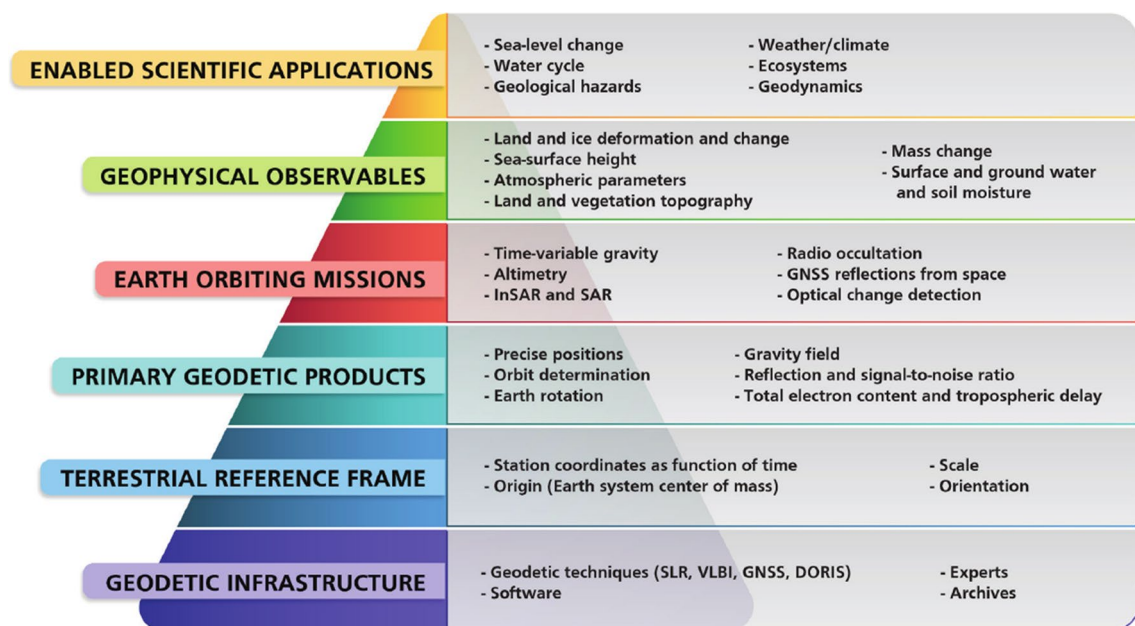 ENABLED SCIENTIFIC APPLICATIONS
- Sea-level change
- Water cycle
- Geological hazards
- Weather/climate
- Ecosystems
- Geodynamics
GEOPHYSICAL OBSERVABLES
- Land and ice deformation and change
- Sea-surface height
- Atmospheric parameters
- Land and vegetation topography
- Mass change
- Surface and ground water
and soil moisture
EARTH ORBITING MISSIONS
- Time-variable gravity
- Altimetry
- InSAR and SAR
- Radio occultation
- GNSS reflections from space
- Optical change detection
PRIMARY GEODETIC PRODUCTS
- Precise positions
- Orbit determination
- Earth rotation
- Gravity field
- Reflection and signal-to-noise ratio
- Total electron content and tropospheric delay
TERRESTRIAL REFERENCE FRAME
- Station coordinates as function of time
- Origin (Earth system center of mass)
- Scale
- Orientation
GEODETIC INFRASTRUCTURE
- Geodetic techniques (SLR, VLBI, GNSS, DORIS)
- Software
- Experts
- Archives